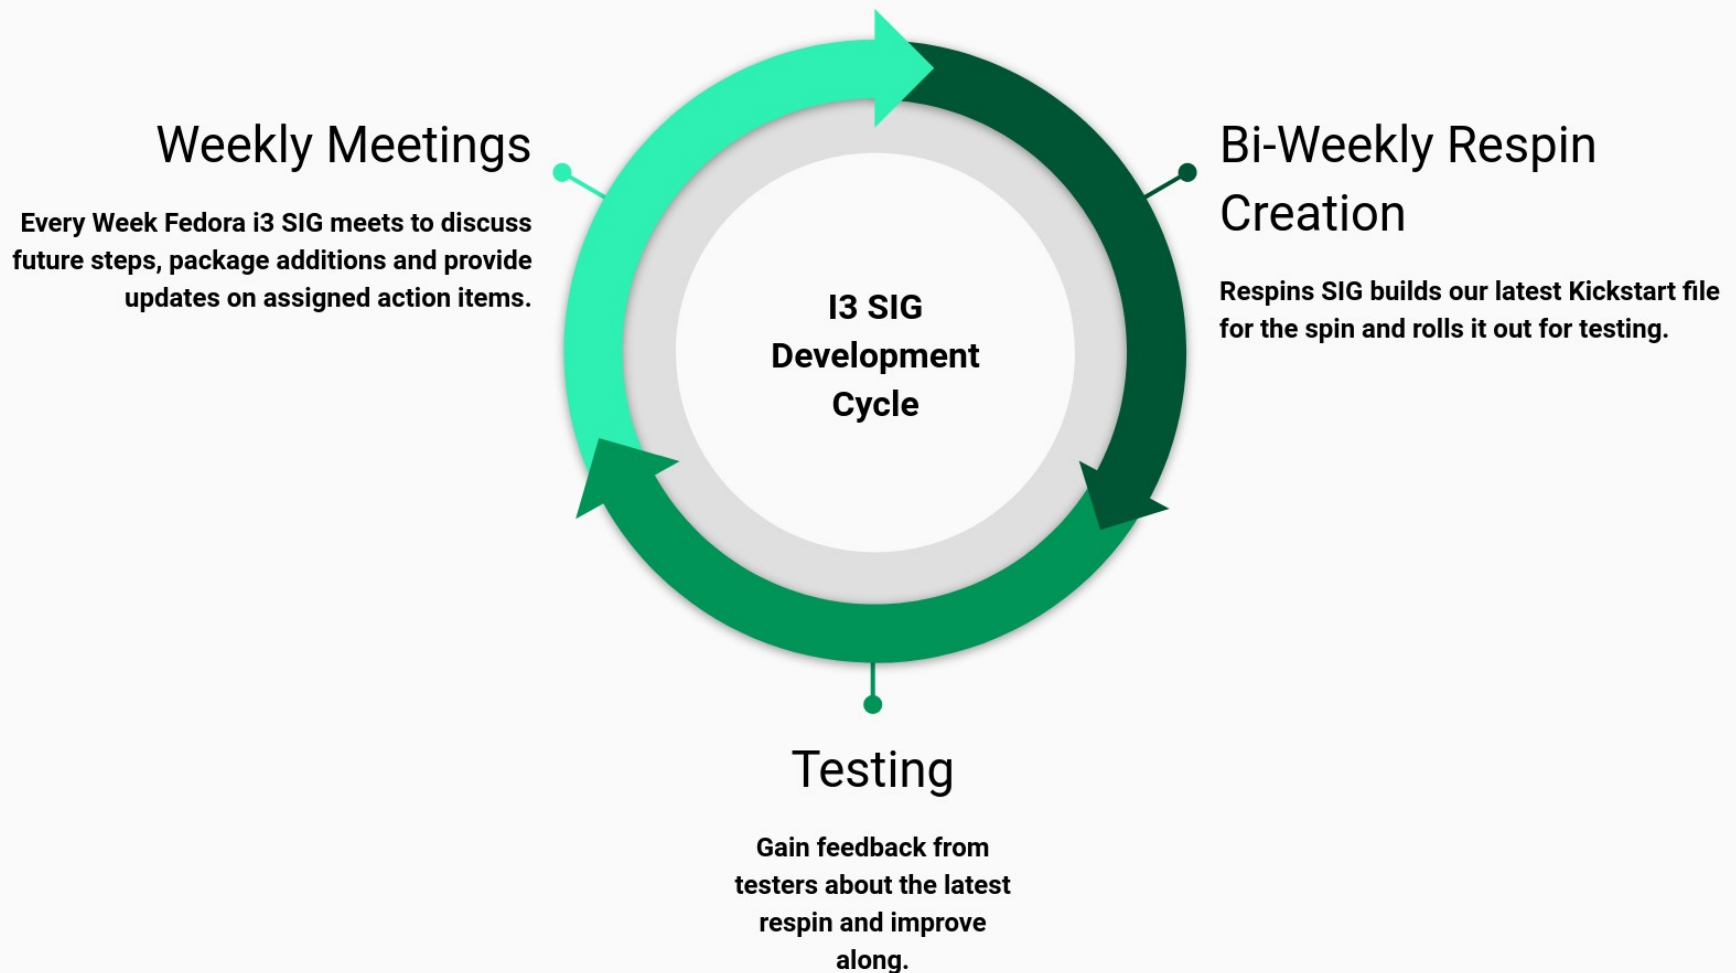 Weekly Meetings
Every Week Fedora i3 SIG meets to discuss
future steps, package additions and provide
updates on assigned action items.
I3 SIG
Development
Cycle
Bi-Weekly Respin
Creation
Respins SIG builds our latest Kickstart file
for the spin and rolls it out for testing.
Testing
Gain feedback from
testers about the latest
respin and improve
along.